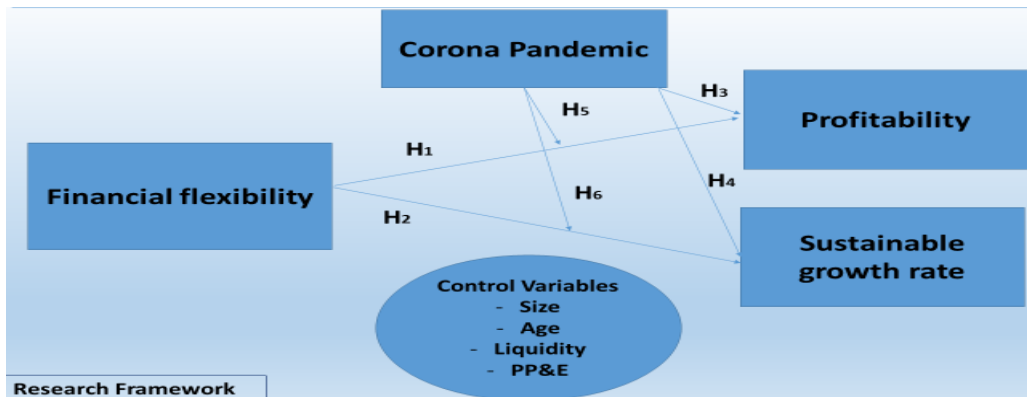 Corona Pandemic
H3
Profitability
H5
H1
Financial flexibility
H4
H6
H2
Sustainable
growth rate
Control Variables
- Size
- Age
- Liquidity
- PP&E
Research Framework